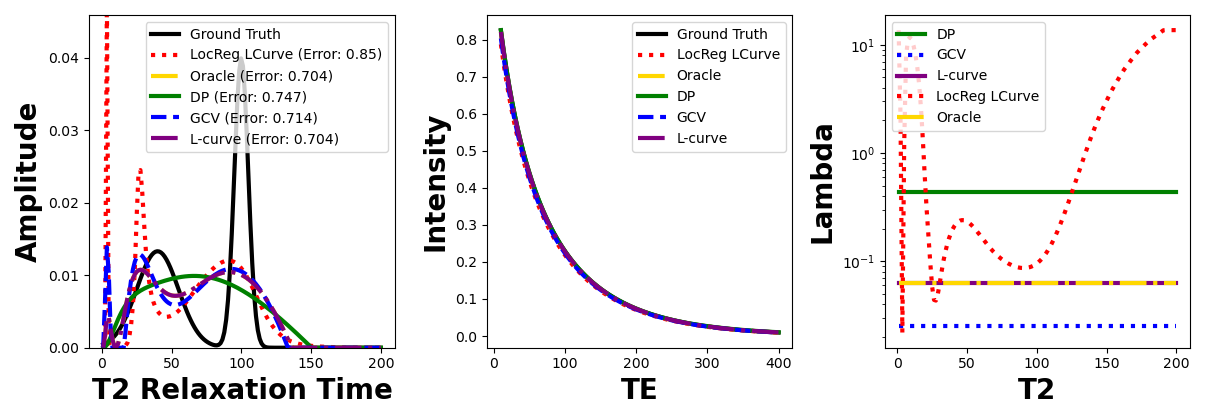 Amplitude
0.04
0.03
0.02
0.01
0.00
0
50
100
150
200
T2 Relaxation Time
Ground Truth
LocReg LCurve (Error: 0.85)
Oracle (Error: 0.704)
DP (Error: 0.747)
GCV (Error: 0.714)
L-curve (Error: 0.704)
Intensity
0.8
0.7
0.6
0.5
0.4
0.3
0.2
0.1
0.0
0
100
200
300
400
TE
Ground Truth
LocReg LCurve
Oracle
DP
GCV
L-curve
Lambda
10¹
10⁰
10⁻¹
0
50
100
150
200
T2
DP
GCV
L-curve
LocReg LCurve
Oracle